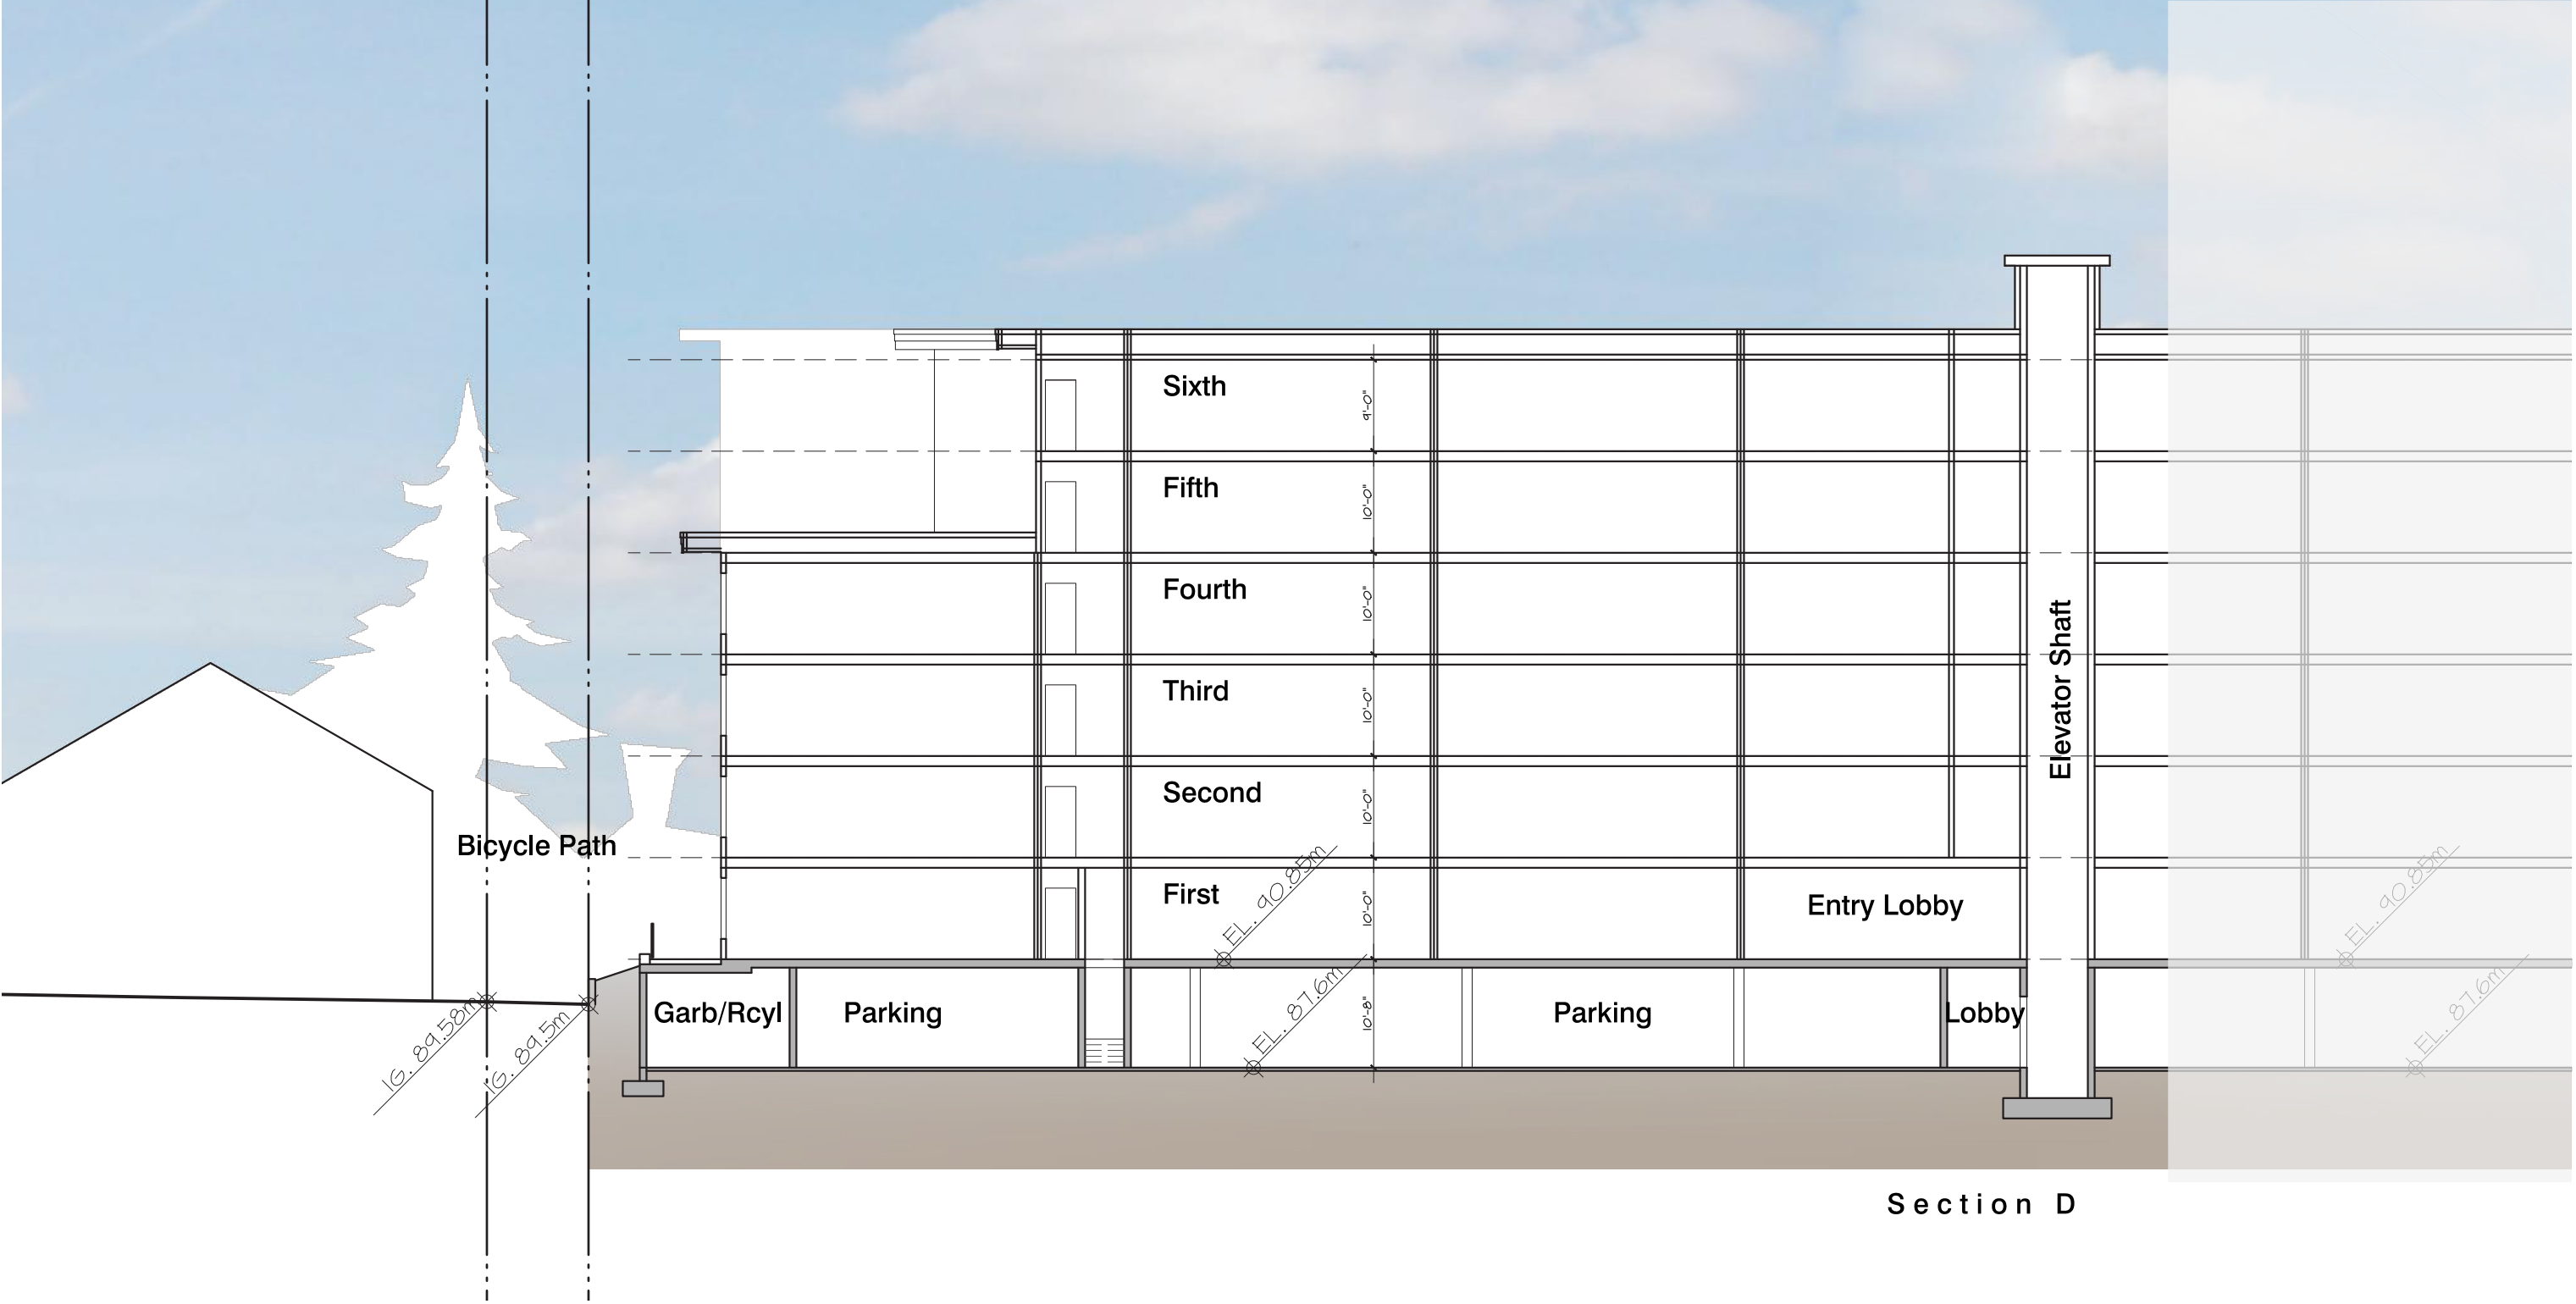 Sixth
9'-0"
Fifth
10'-0"
Fourth
10'-0"
Third
10'-0"
Elevator Shaft
Second
10'-0"
Bicycle Path
First
EL. 90.85m
10'-0"
Entry Lobby
EL. 90.85m
Garb/Rcyl
Parking
EL. 87.6m
10'-8"
Parking
Lobby
EL. 87.6m
IG. 89.58m
IG. 89.5m
Section D